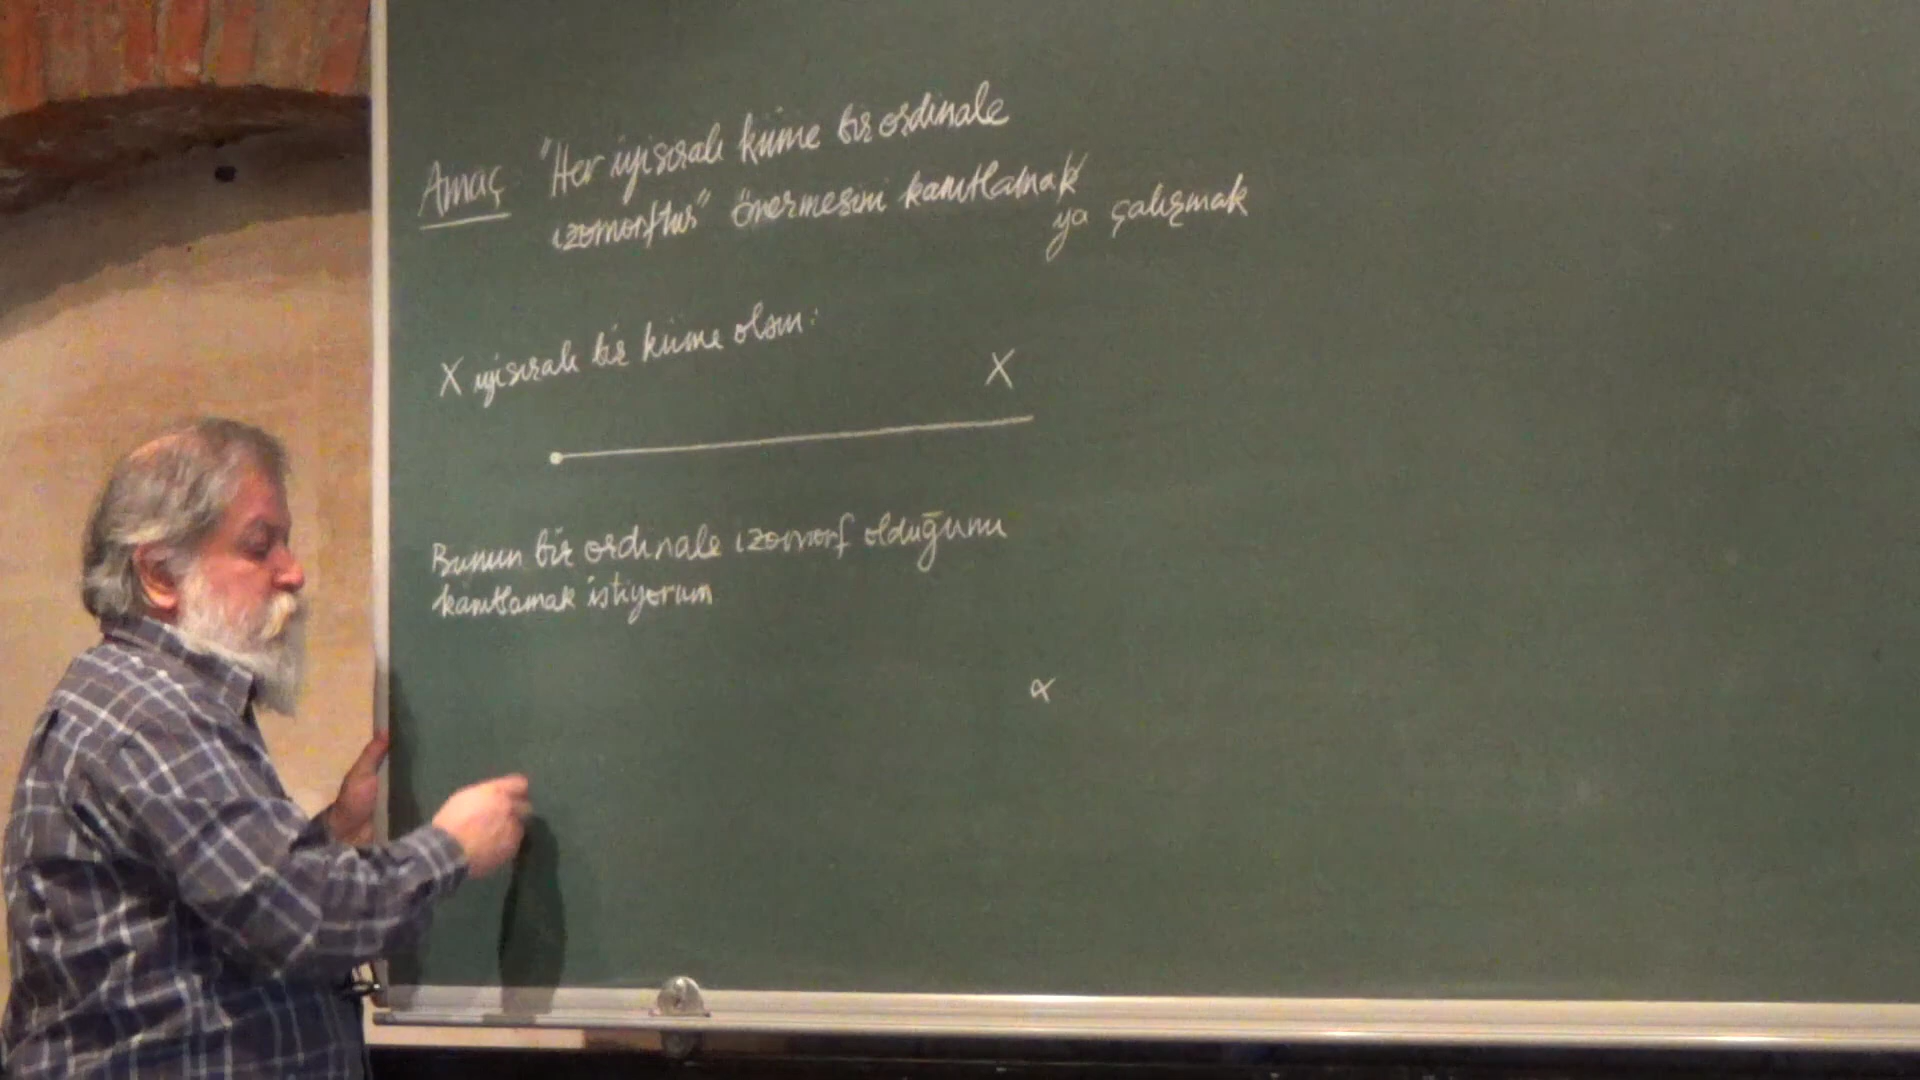 Amaç "Her iyisıralı küme bir ordinale
izomorftur" önermesini kanıtlamak
ya çalışmak
X iyisıralı bir küme olsun:
X
Bunun bir ordinale izomorf olduğunu
kanıtlamak istiyorum
α